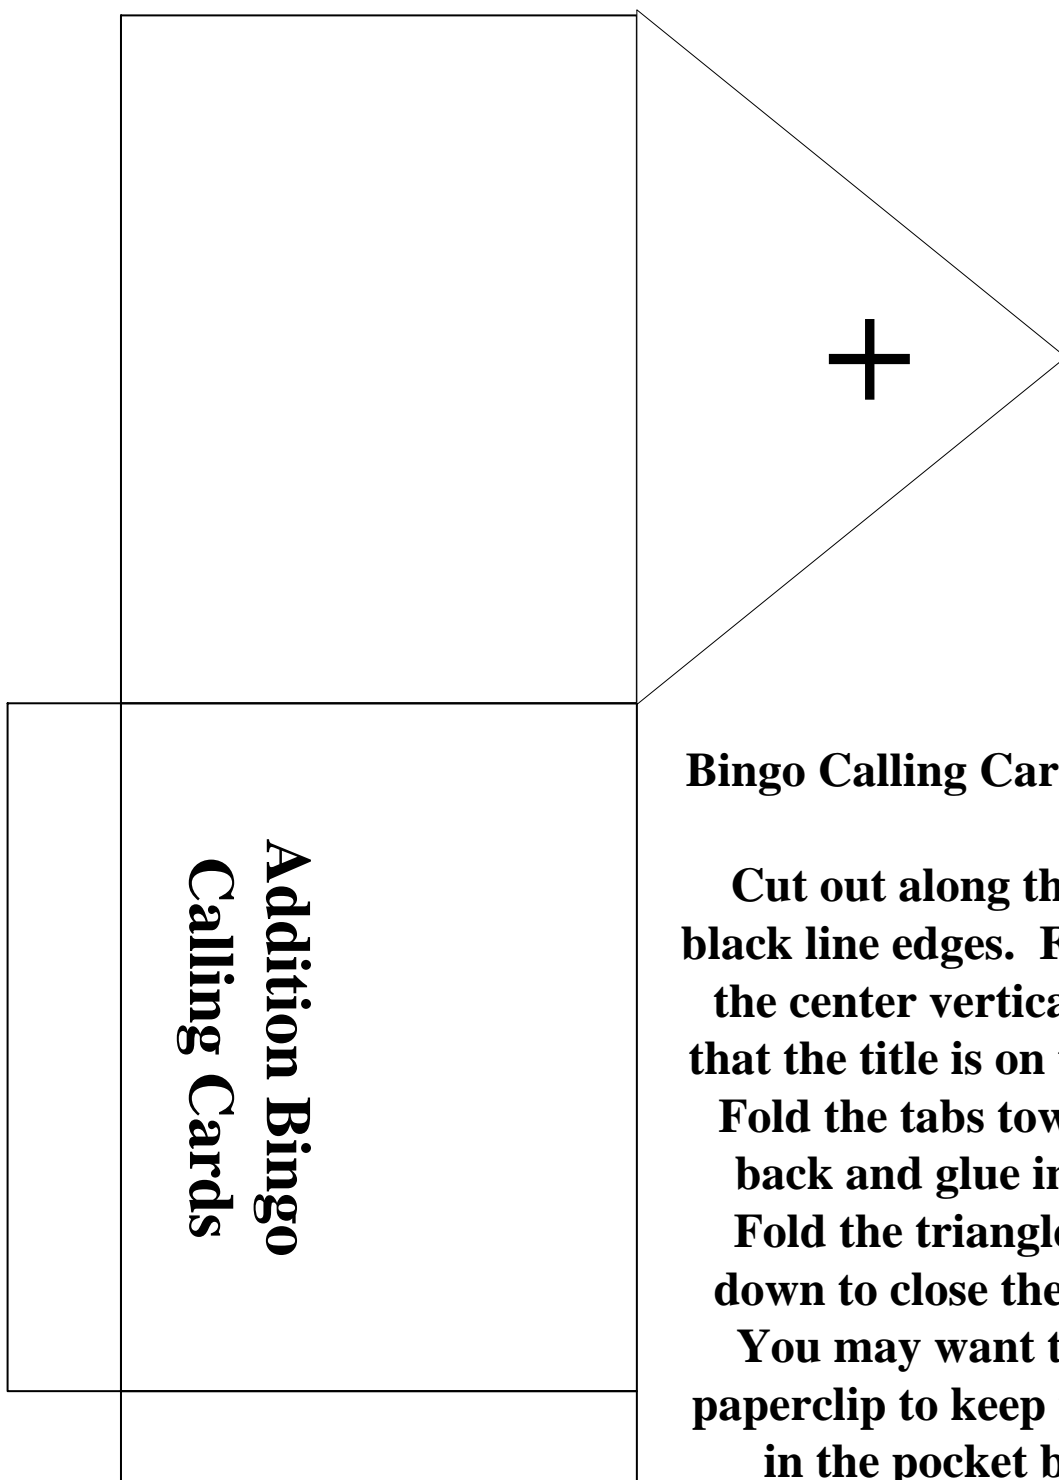 +
Addition Bingo
Calling Cards
Bingo Calling Car
Cut out along th
black line edges. F
the center vertica
that the title is on
Fold the tabs tow
back and glue in
Fold the triangle
down to close the
You may want t
paperclip to keep
in the pocket b